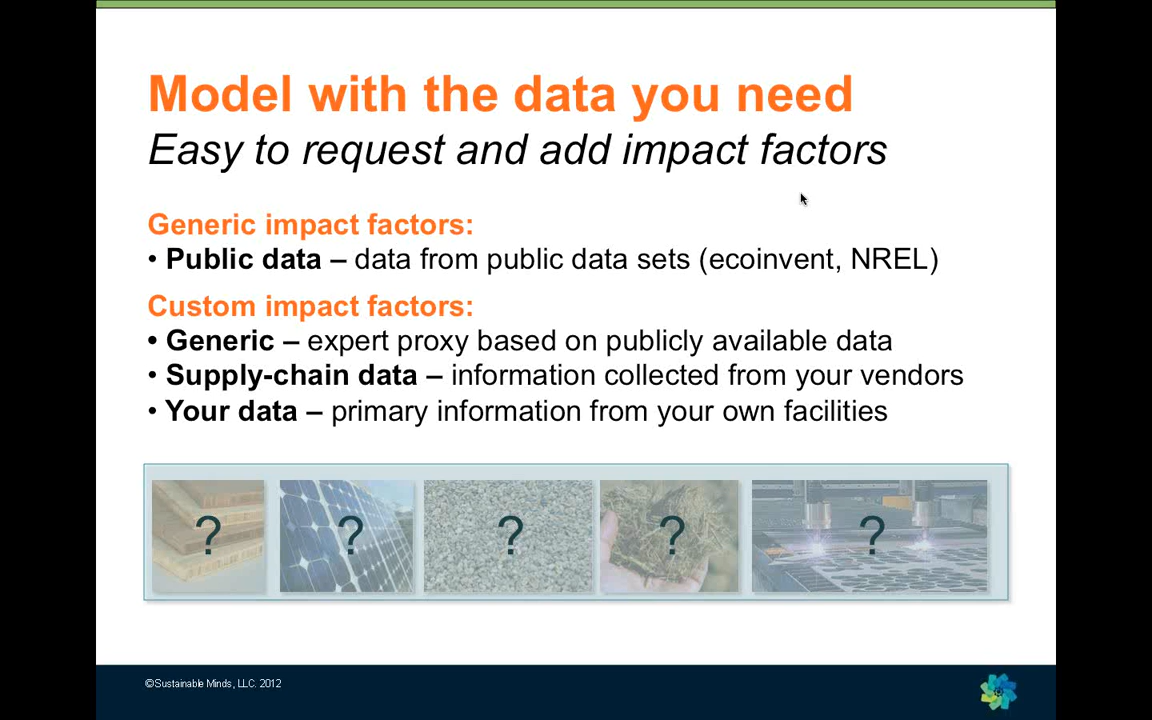 Model with the data you need
Easy to request and add impact factors
Generic impact factors:
• Public data – data from public data sets (ecoinvent, NREL)
Custom impact factors:
• Generic – expert proxy based on publicly available data
• Supply-chain data – information collected from your vendors
• Your data – primary information from your own facilities
? ? ? ? ?
©Sustainable Minds, LLC. 2012